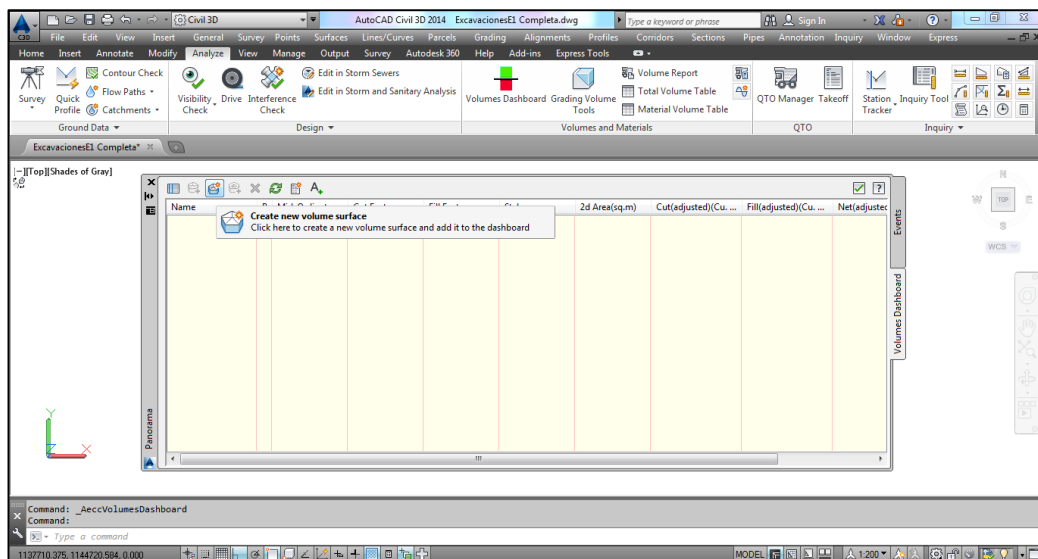 Civil 3D AutoCAD Civil 3D 2014 ExcavacionesE1 Completa.dwg Type a keyword or phrase Sign In
C3D File Edit View Insert General Survey Points Surfaces Lines/Curves Parcels Grading Alignments Profiles Corridors Sections Pipes Annotation Inquiry Window Express
Home Insert Annotate Modify Analyze View Manage Output Survey Autodesk 360 Help Add-ins Express Tools
Survey
Quick Profile
Contour Check
Flow Paths
Catchments
Visibility Check
Drive
Interference Check
Edit in Storm Sewers
Edit in Storm and Sanitary Analysis
Volumes Dashboard
Grading Volume Tools
Volume Report
Total Volume Table
Material Volume Table
QTO Manager
Takeoff
Station Tracker
Inquiry Tool
Ground Data Design Volumes and Materials QTO Inquiry
ExcavacionesE1 Completa*
[−][Top][Shades of Gray]
Name 2d Area(sq.m) Cut(adjusted)(Cu. ... Fill(adjusted)(Cu. ... Net(adjusted
Create new volume surface
Click here to create a new volume surface and add it to the dashboard
Events
Volumes Dashboard
Panorama
N
W TOP E
S
WCS
Y
X
Command: _AeccVolumesDashboard
Command:
Type a command
1137710.375, 1144720.584, 0.000 MODEL 1:200